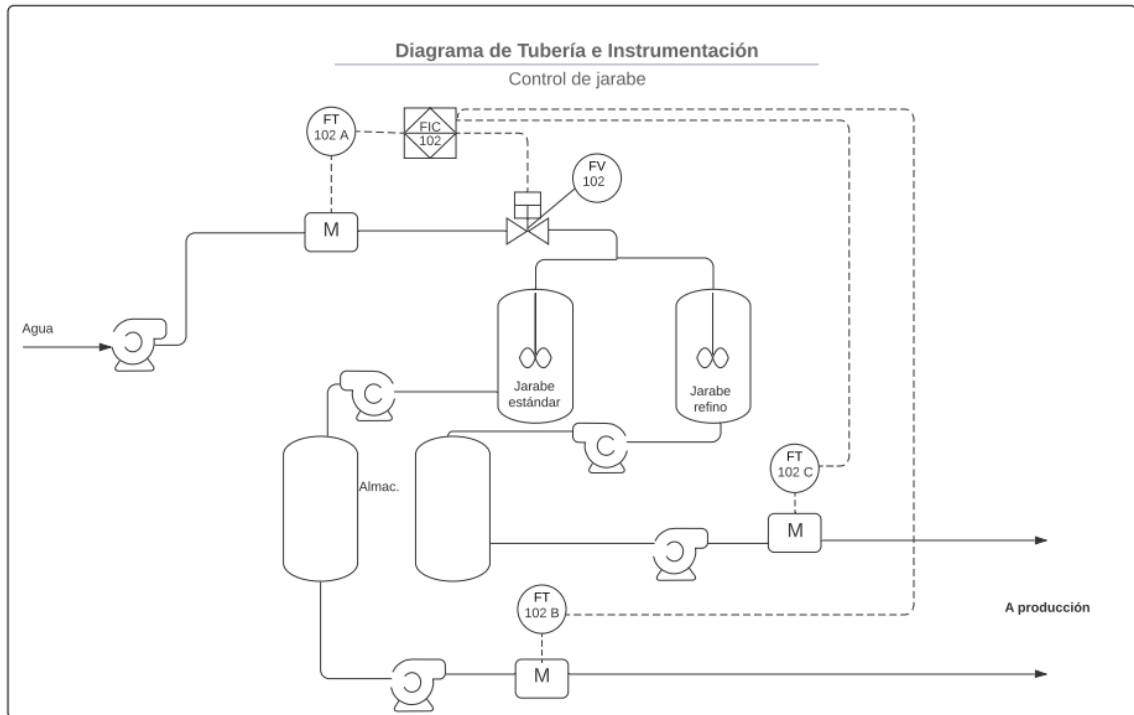 Diagrama de Tubería e Instrumentación
Control de jarabe
FT
102 A
FIC
102
FV
102
M
Agua
Jarabe
estándar
Jarabe
refino
Almac.
FT
102 C
M
FT
102 B
A producción
M